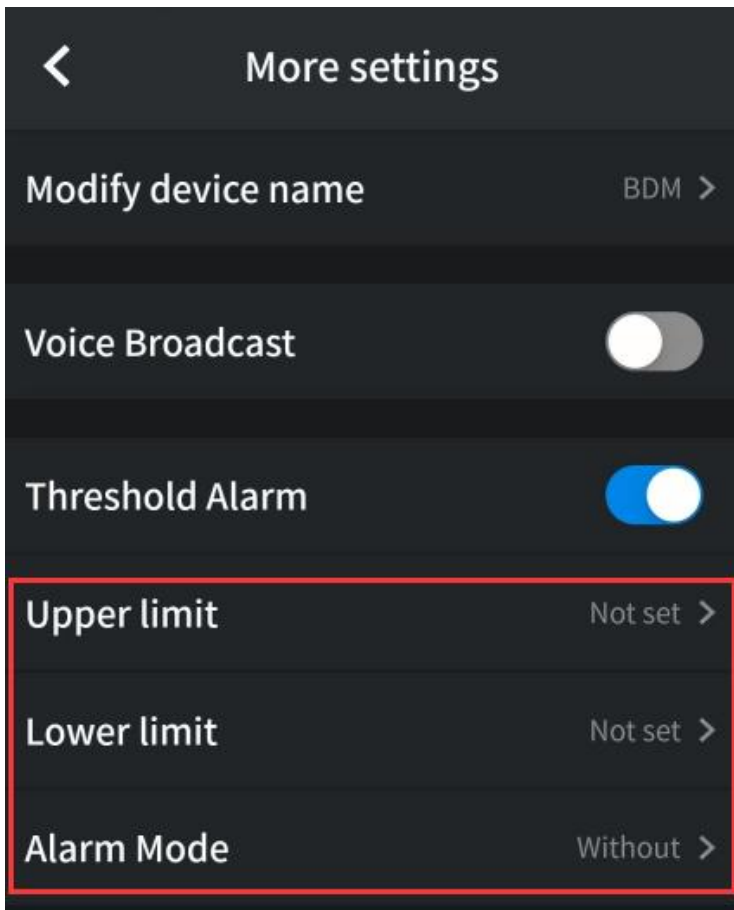 More settings
Modify device name BDM
Voice Broadcast
Threshold Alarm
Upper limit Not set
Lower limit Not set
Alarm Mode Without